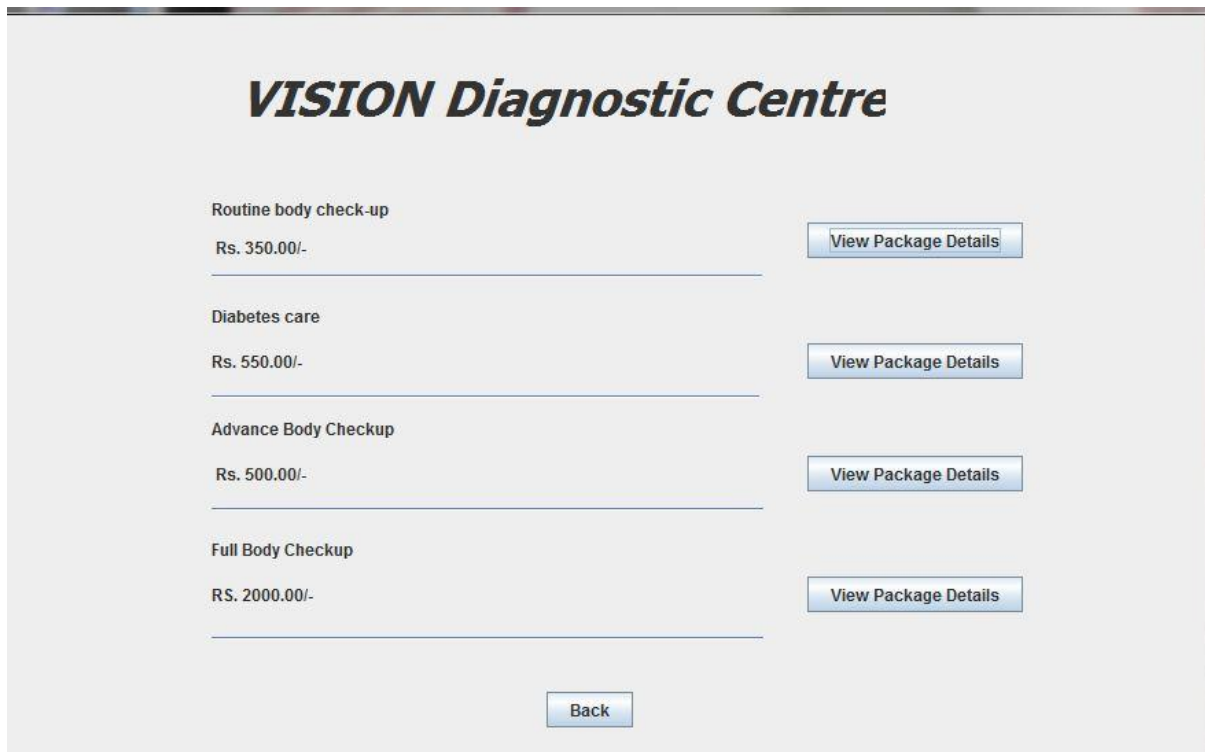 VISION Diagnostic Centre
Routine body check-up
Rs. 350.00/-
View Package Details
Diabetes care
Rs. 550.00/-
View Package Details
Advance Body Checkup
Rs. 500.00/-
View Package Details
Full Body Checkup
RS. 2000.00/-
View Package Details
Back